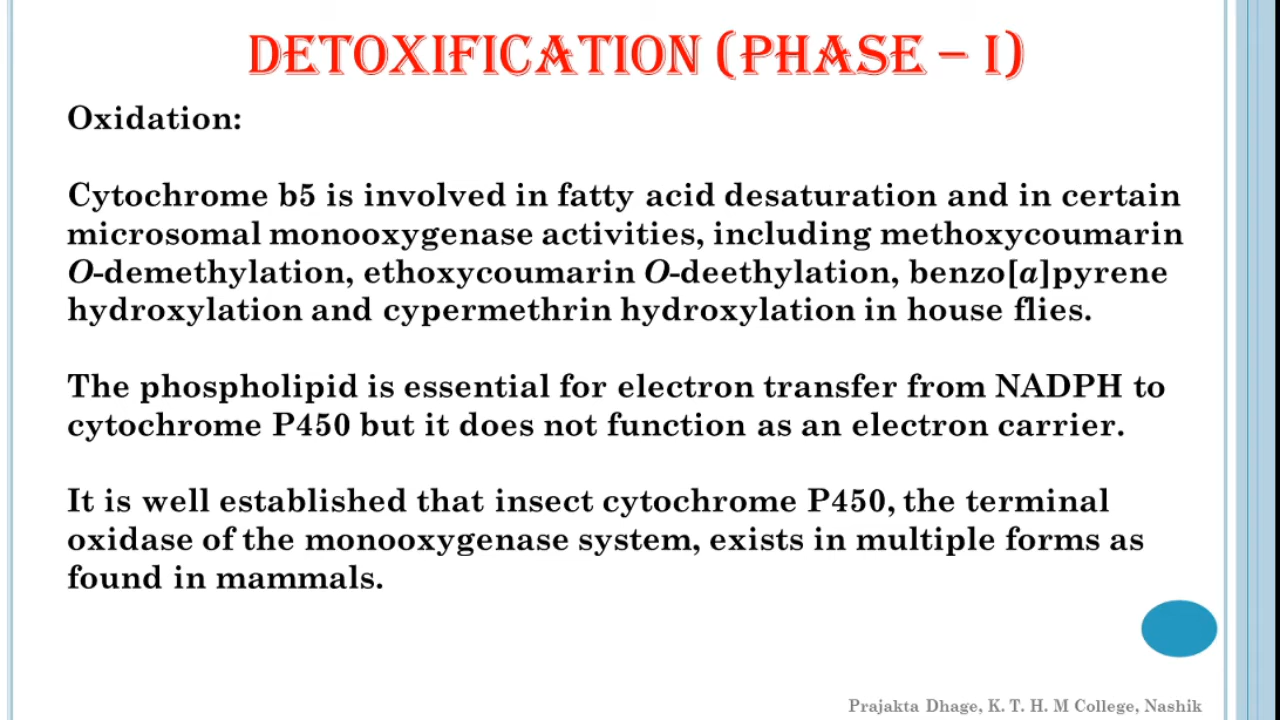 DETOXIFICATION (PHASE – I)
Oxidation:
Cytochrome b5 is involved in fatty acid desaturation and in certain
microsomal monooxygenase activities, including methoxycoumarin
O-demethylation, ethoxycoumarin O-deethylation, benzo[a]pyrene
hydroxylation and cypermethrin hydroxylation in house flies.
The phospholipid is essential for electron transfer from NADPH to
cytochrome P450 but it does not function as an electron carrier.
It is well established that insect cytochrome P450, the terminal
oxidase of the monooxygenase system, exists in multiple forms as
found in mammals.
Prajakta Dhage, K. T. H. M College, Nashik